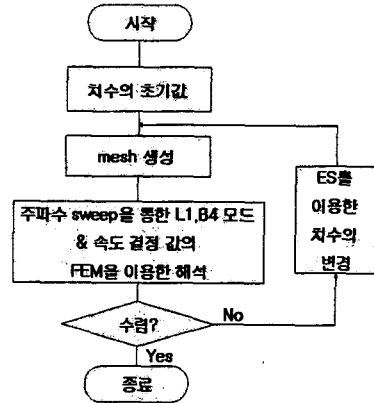 시작
치수의 초기값
mesh 생성
주파수 sweep을 통한 L1,B4 모드
& 속도 결정 값의
FEM을 이용한 해석
수렴?
No
Yes
종료
ES를
이용한
치수의
변경